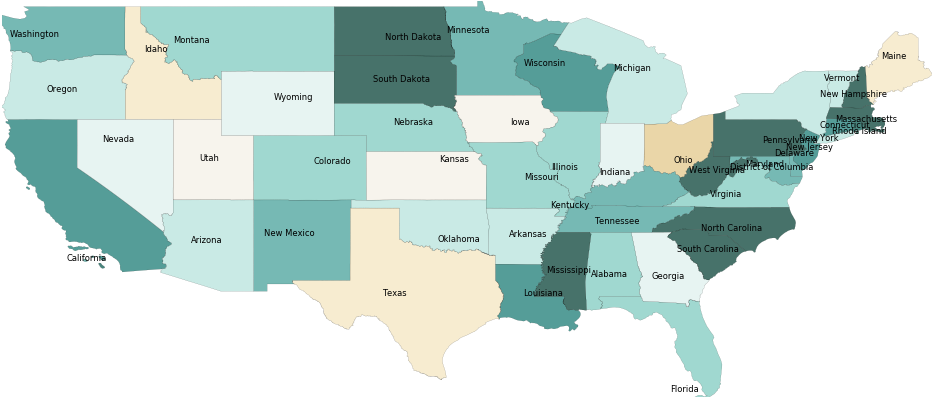 Washington
Idaho
Montana
North Dakota
Minnesota
Maine
Wisconsin
Michigan
Vermont
South Dakota
Oregon
Wyoming
New Hampshire
Nebraska
Iowa
Massachusetts
Connecticut
Rhode Island
Nevada
New York
Pennsylvania
New Jersey
Delaware
Utah
Colorado
Kansas
Ohio
Maryland
District of Columbia
West Virginia
Illinois
Indiana
Missouri
Virginia
Kentucky
Tennessee
North Carolina
New Mexico
Arizona
Oklahoma
Arkansas
South Carolina
California
Mississippi
Alabama
Georgia
Texas
Louisiana
Florida